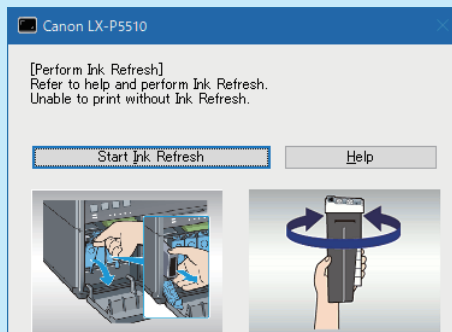 Canon LX-P5510
[Perform Ink Refresh]
Refer to help and perform Ink Refresh.
Unable to print without Ink Refresh.
Start Ink Refresh
Help